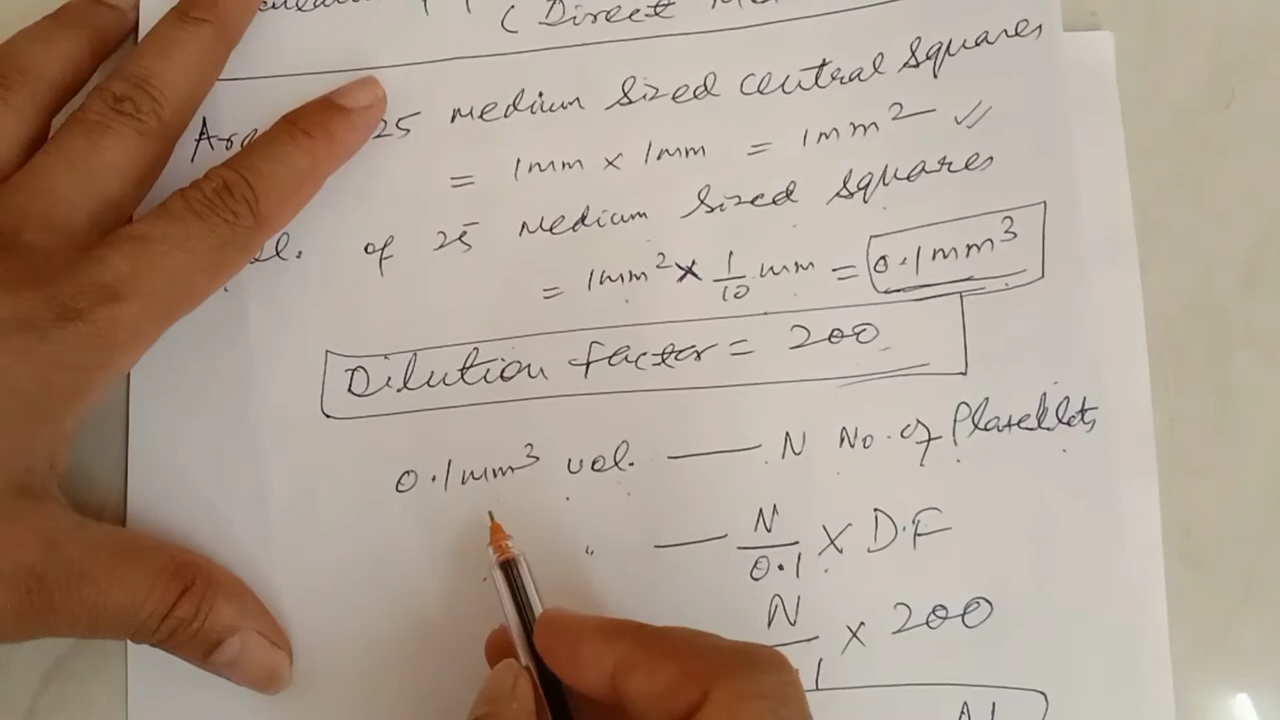 ( Direct
25 medium sized central squares
= 1mm x 1mm = 1mm²
of 25 medium sized squares
= 1mm² x 1/10 mm = 0.1mm³
Dilution factor = 200
0.1mm³ vol. — N No. of Platelets
" — N/0.1 x D.F
N/ 1 x 200